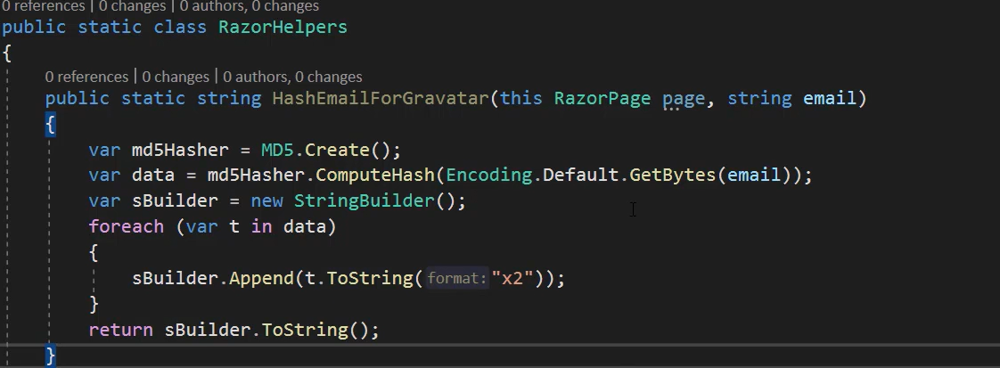 0 references | 0 changes | 0 authors, 0 changes
public static class RazorHelpers
{
0 references | 0 changes | 0 authors, 0 changes
public static string HashEmailForGravatar(this RazorPage page, string email)
{
var md5Hasher = MD5.Create();
var data = md5Hasher.ComputeHash(Encoding.Default.GetBytes(email));
var sBuilder = new StringBuilder();
foreach (var t in data)
{
sBuilder.Append(t.ToString(format:"x2"));
}
return sBuilder.ToString();
}